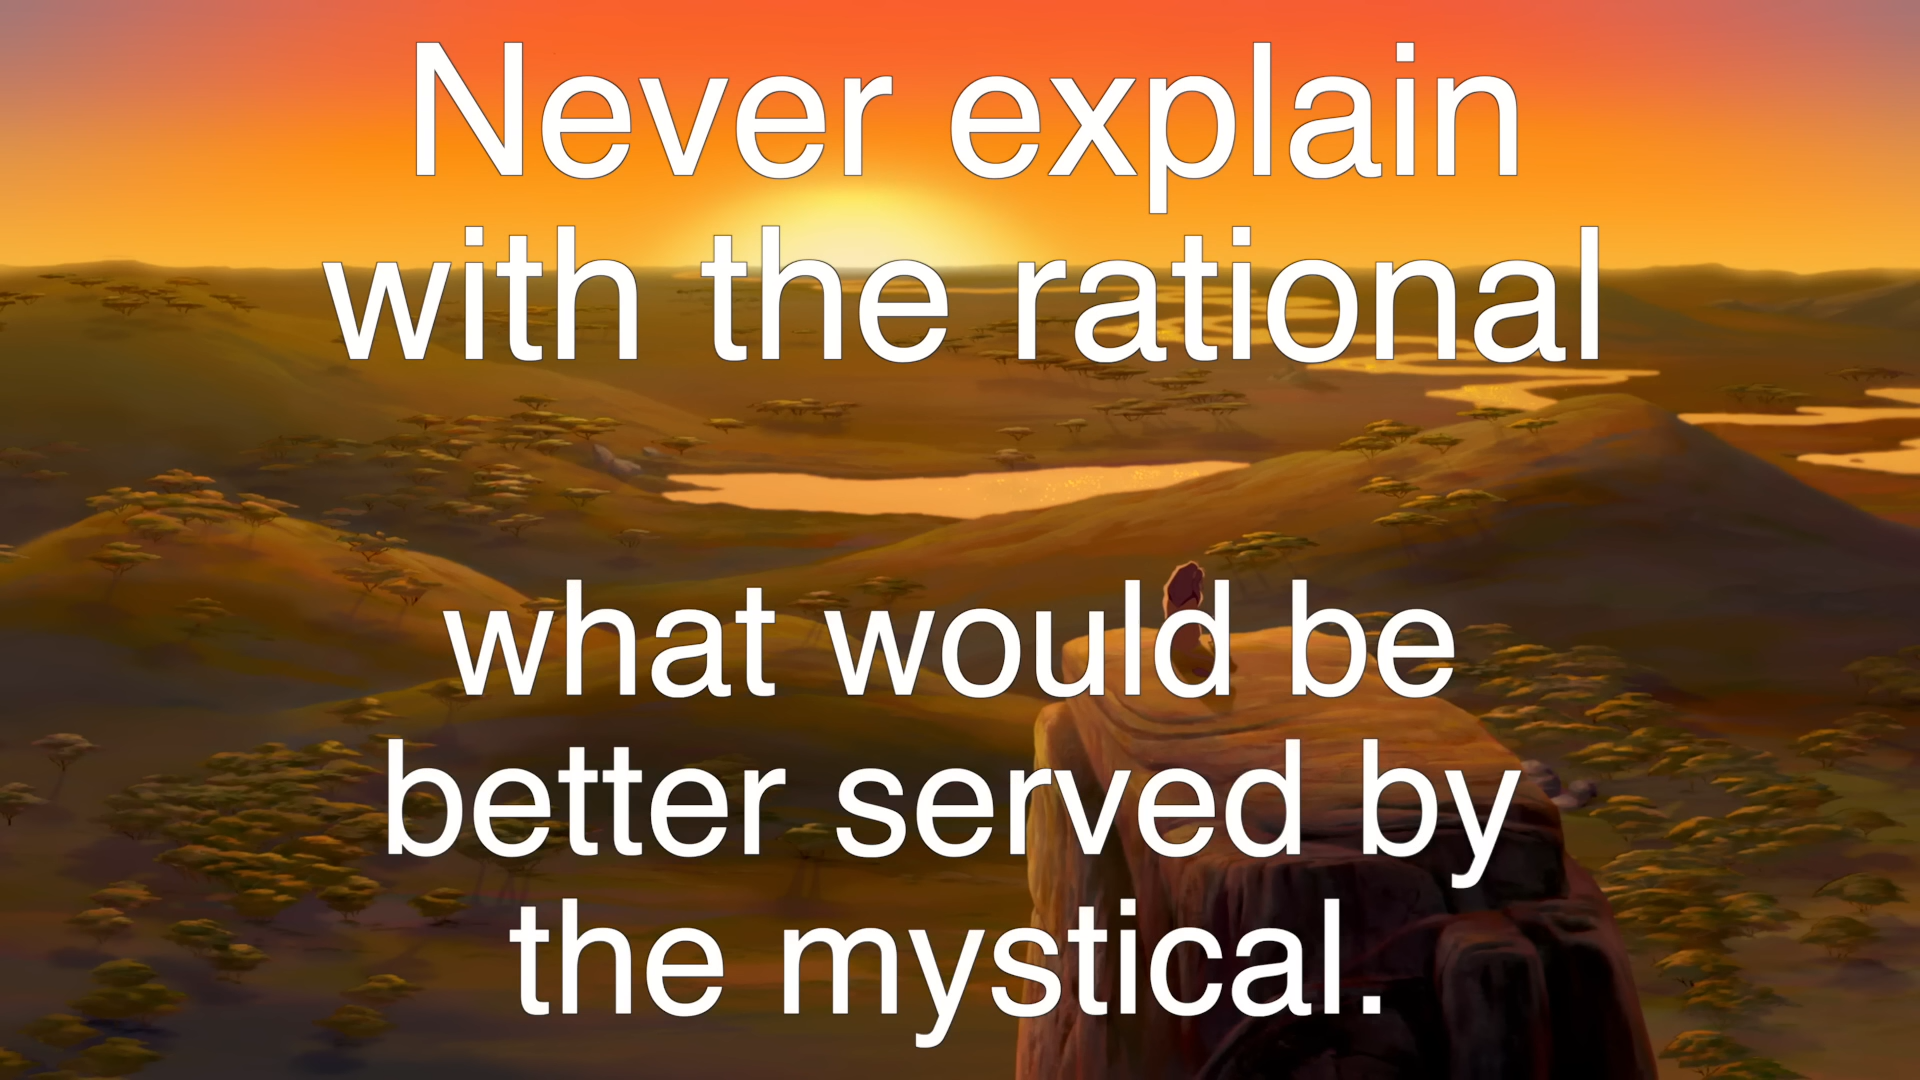 Never explain
with the rational
what would be
better served by
the mystical.